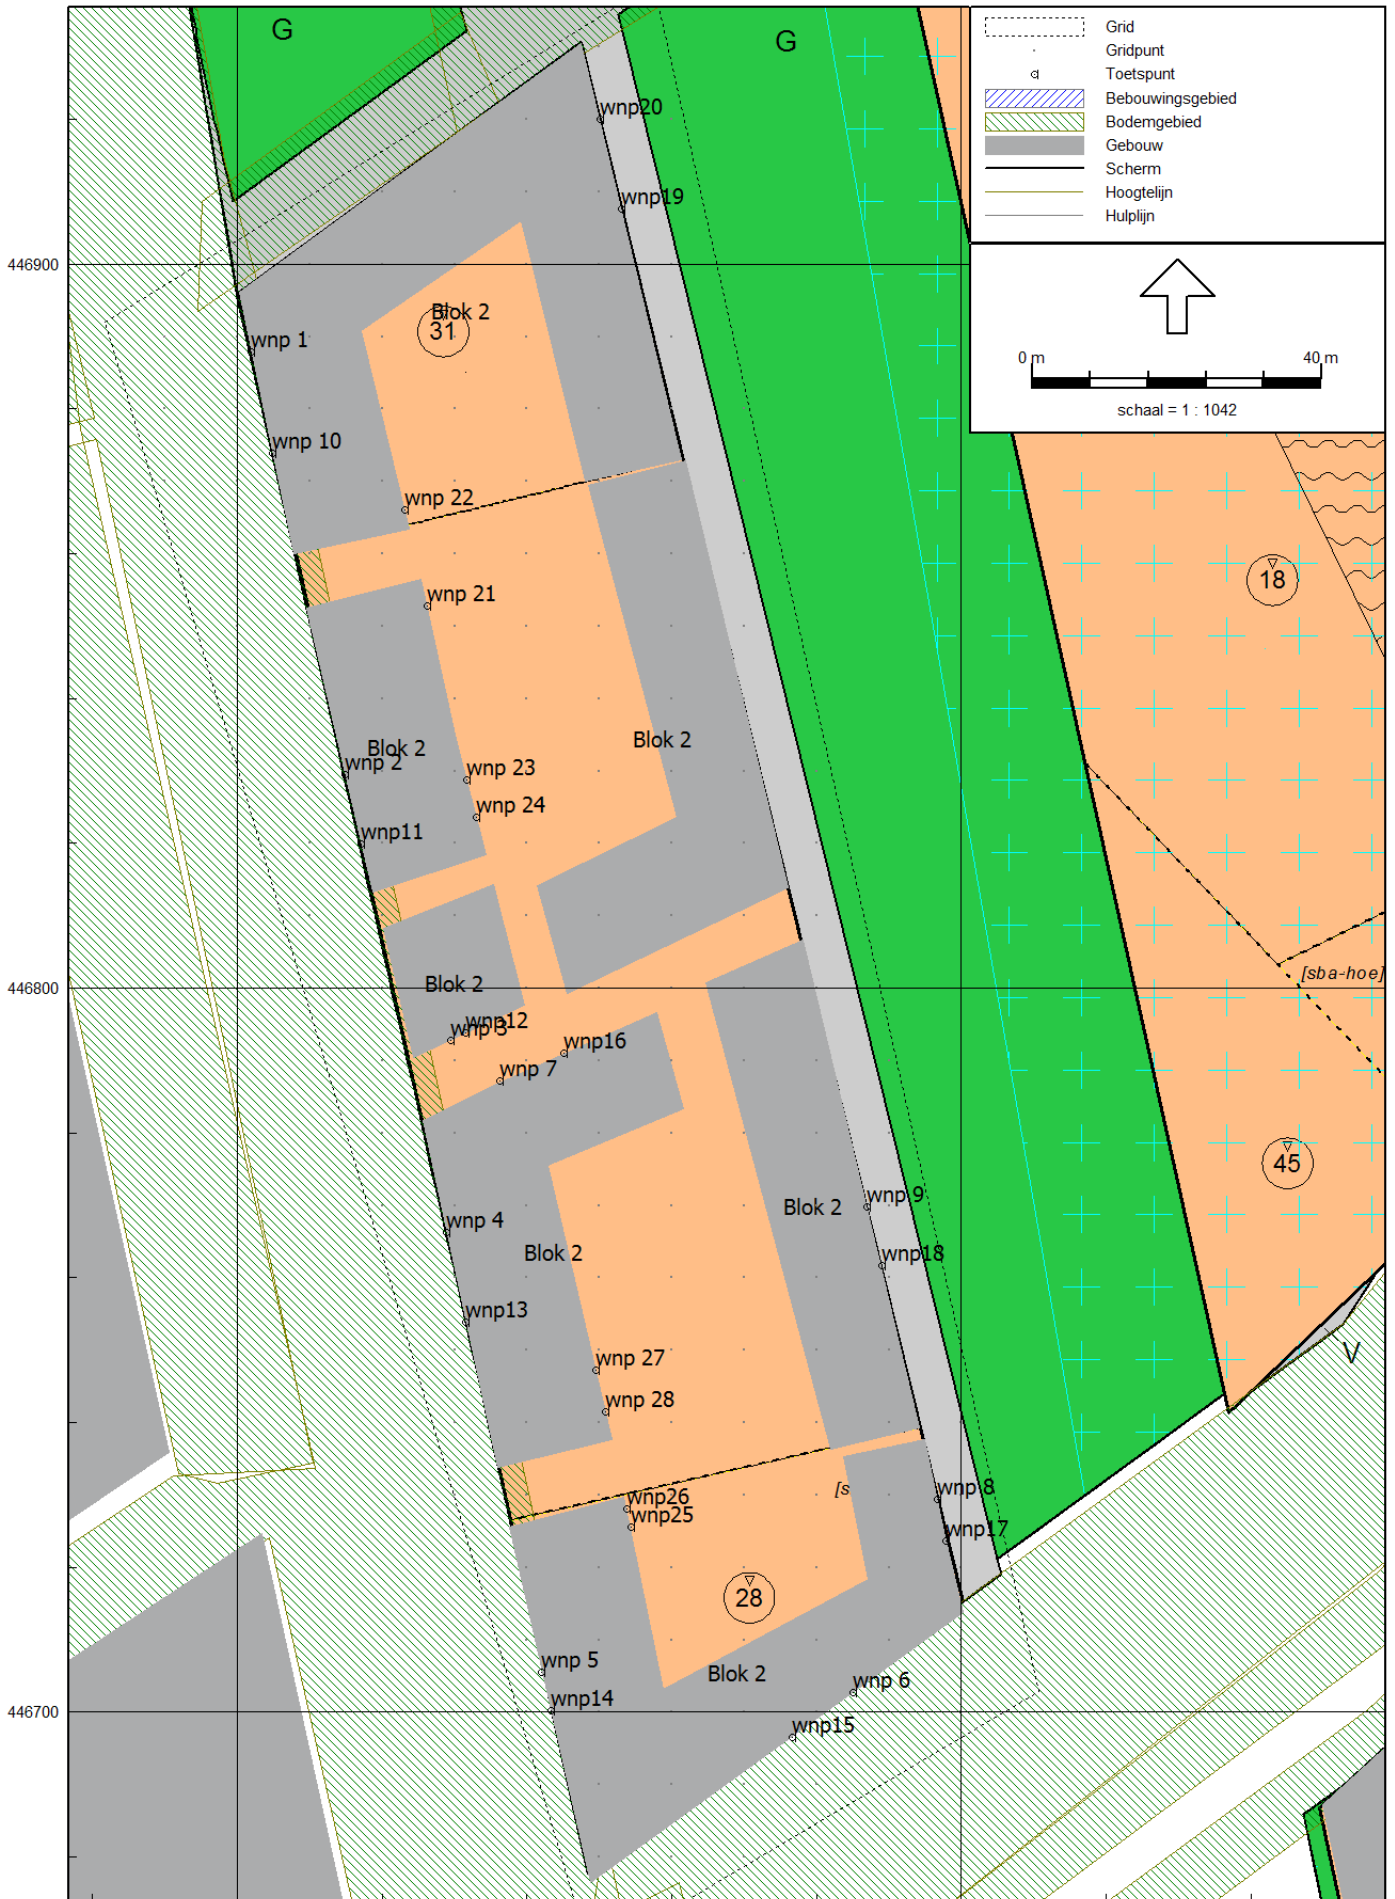 G
G
Grid
Gridpunt
Toetspunt
Bebouwingsgebied
Bodemgebied
Gebouw
Scherm
Hoogtelijn
Hulplijn
wnp20
wnp19
446900
Blok 2
31
wnp 1
0 m
40 m
schaal = 1 : 1042
wnp 10
wnp 22
18
wnp 21
Blok 2
Blok 2
wnp 2
wnp 23
wnp 24
wnp11
[sba-hoe]
Blok 2
446800
wnp12
wnp 3
wnp16
wnp 7
45
wnp 9
Blok 2
wnp 4
Blok 2
wnp18
wnp13
V
wnp 27
wnp 28
wnp 8
[s
wnp26
wnp25
wnp17
28
wnp 5
Blok 2
wnp 6
wnp14
446700
wnp15